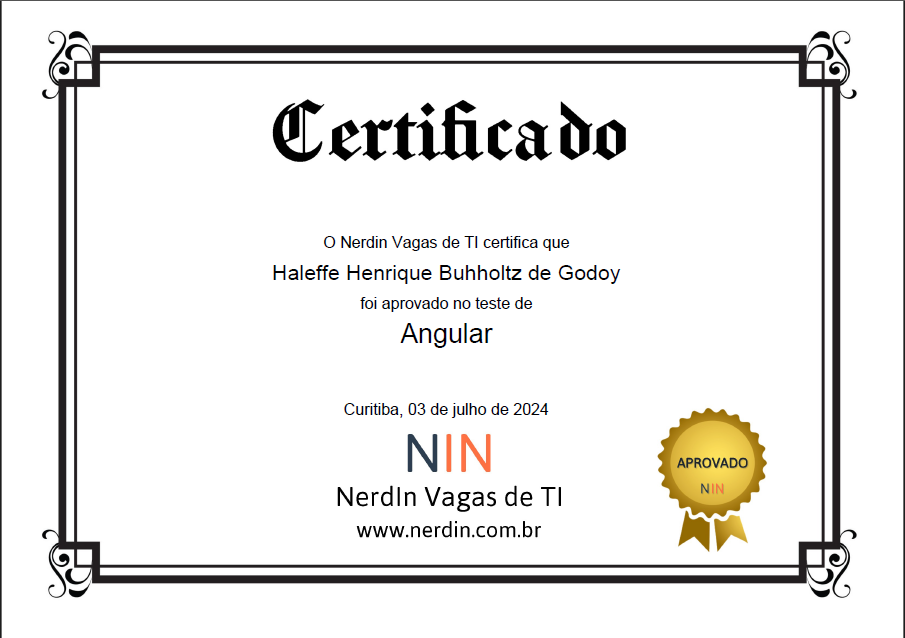 Certificado
O Nerdin Vagas de TI certifica que
Haleffe Henrique Buhholtz de Godoy
foi aprovado no teste de
Angular
Curitiba, 03 de julho de 2024
NIN
NerdIn Vagas de TI
www.nerdin.com.br
APROVADO
NIN